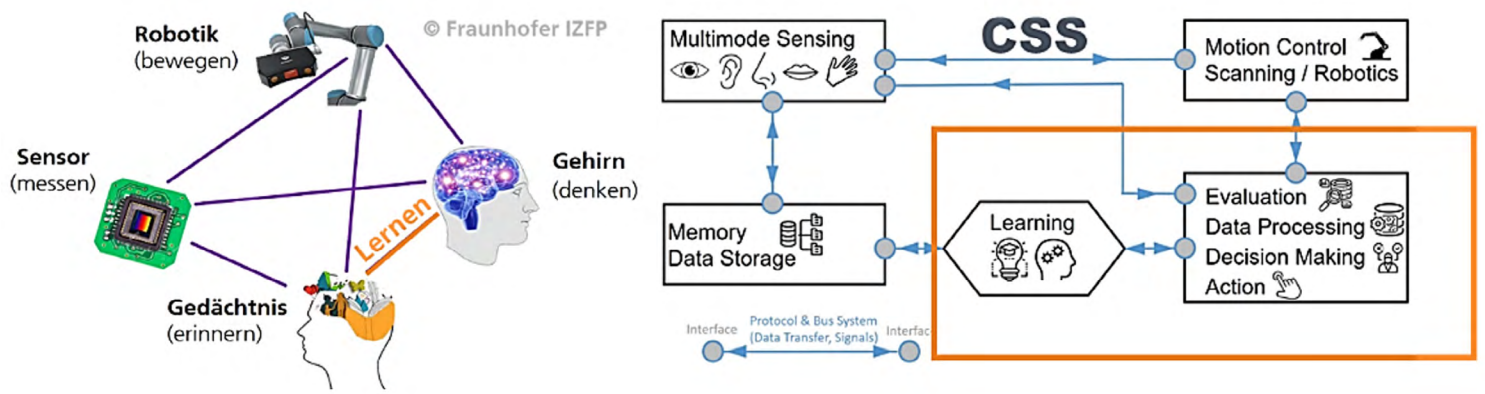 Robotik
(bewegen)
© Fraunhofer IZFP
Sensor
(messen)
Gehirn
(denken)
Lernen
Gedächtnis
(erinnern)
CSS
Multimode Sensing
Motion Control
Scanning / Robotics
Memory
Data Storage
Learning
Evaluation
Data Processing
Decision Making
Action
Interface
Protocol & Bus System
(Data Transfer, Signals)
Interfac